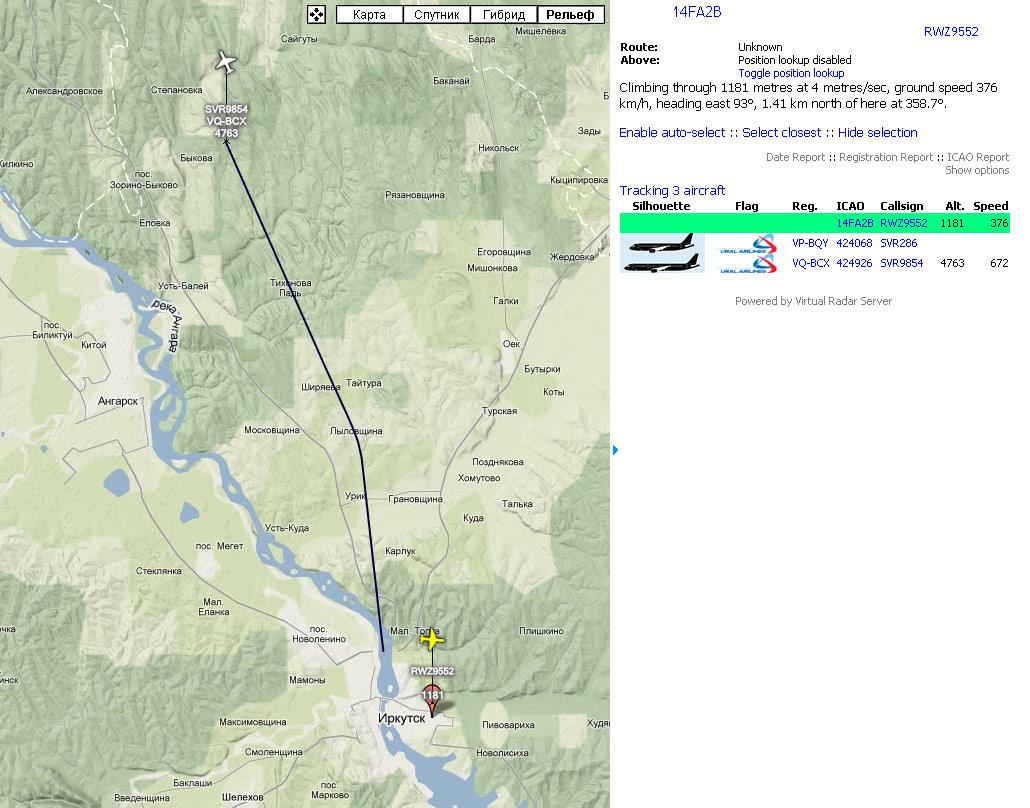 Карта
Спутник
Гибрид
Рельеф
Мишелёвка
Сайгуты
Барда
Баканай
Александровское
Степановка
SVR9854
VQ-BCX
4763
Зады
Никольск
Быкова
пос.
Зорино-Быково
Кыцигировка
Рязановщина
Еловка
Егоровщина
Жердовка
Мишонкова
Усть-Балей
Тихонова
Падь
Галки
река Ангара
пос.
Биликтуй
Китой
Оек
Бутырки
Ширяева
Тайтура
Коты
Ангарск
Турская
Московщина
Лыловщина
Позднякова
Хомутово
Урик
Грановщина
Талька
Куда
Усть-Куда
пос. Мегет
Карлук
Стеклянка
Мал.
Еланка
пос.
Новоленино
Мал. Топка
Плишкино
RWZ9552
Мамоны
1181
Иркутск
Максимовщина
Пивовариха
Смоленщина
Новолисиха
Баклаши
Введенщина
Шелехов
пос.
Марково
14FA2B
RWZ9552
Route: Unknown
Above: Position lookup disabled
Toggle position lookup
Climbing through 1181 metres at 4 metres/sec, ground speed 376
km/h, heading east 93º, 1.41 km north of here at 358.7º.
Enable auto-select :: Select closest :: Hide selection
Date Report :: Registration Report :: ICAO Report
Show options
Tracking 3 aircraft
Silhouette Flag Reg. ICAO Callsign Alt. Speed
14FA2B RWZ9552 1181 376
URAL AIRLINES VP-BQY 424068 SVR286
URAL AIRLINES VQ-BCX 424926 SVR9854 4763 672
Powered by Virtual Radar Server